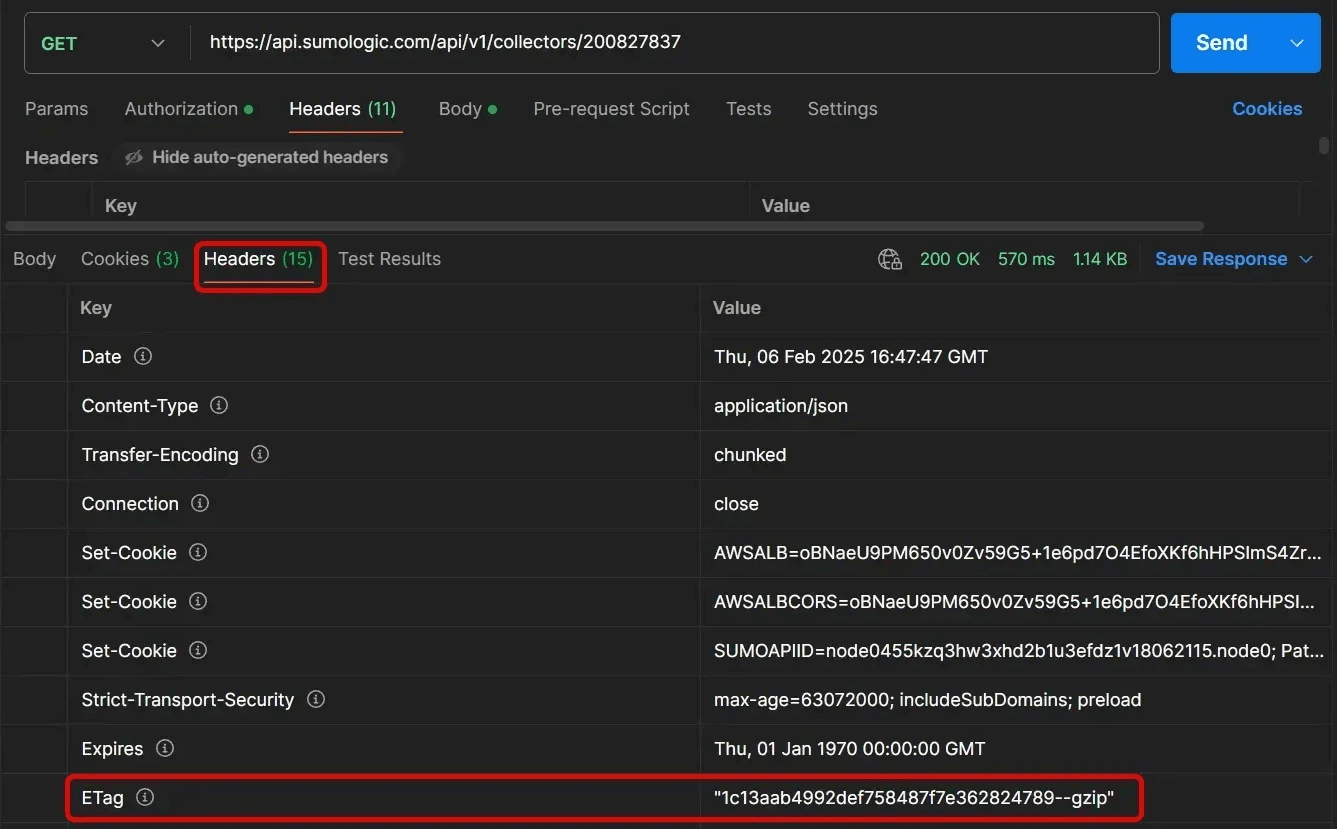 GET https://api.sumologic.com/api/v1/collectors/200827837 Send
Params Authorization Headers (11) Body Pre-request Script Tests Settings Cookies
Headers Hide auto-generated headers
Key Value
Body Cookies (3) Headers (15) Test Results 200 OK 570 ms 1.14 KB Save Response
Key Value
Date Thu, 06 Feb 2025 16:47:47 GMT
Content-Type application/json
Transfer-Encoding chunked
Connection close
Set-Cookie AWSALB=oBNaeU9PM650v0Zv59G5+1e6pd7O4EfoXKf6hHPSImS4Zr...
Set-Cookie AWSALBCORS=oBNaeU9PM650v0Zv59G5+1e6pd7O4EfoXKf6hHPSI...
Set-Cookie SUMOAPIID=node0455kzq3hw3xhd2b1u3efdz1v18062115.node0; Pat...
Strict-Transport-Security max-age=63072000; includeSubDomains; preload
Expires Thu, 01 Jan 1970 00:00:00 GMT
ETag "1c13aab4992def758487f7e362824789--gzip"